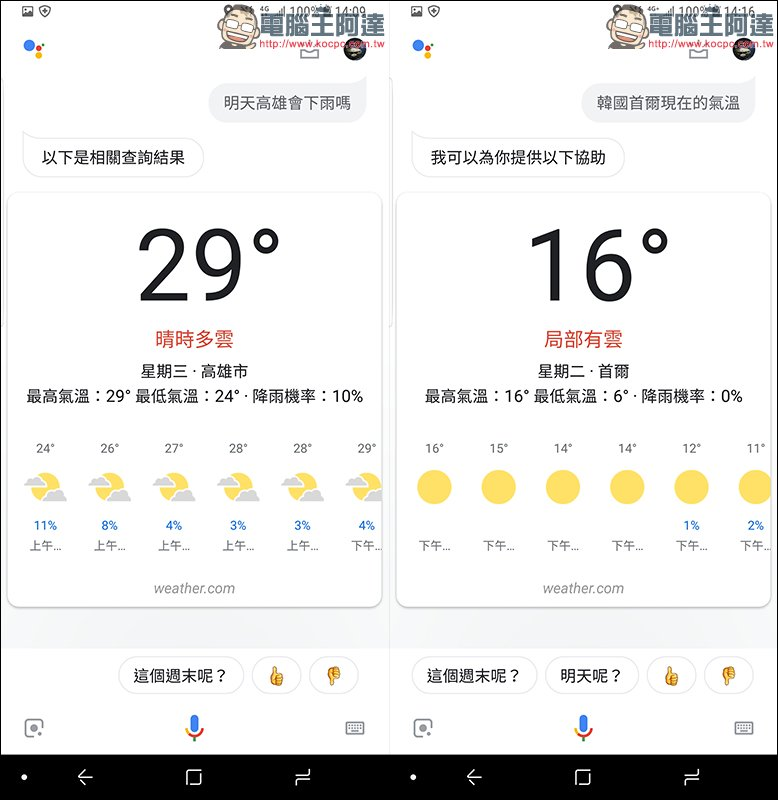 4G 100% 14:09
電腦王阿達
http://www.kocpc.com.tw
明天高雄會下雨嗎
以下是相關查詢結果
29°
晴時多雲
星期三 · 高雄市
最高氣溫：29° 最低氣溫：24° · 降雨機率：10%
24° 26° 27° 28° 28° 29°
11% 8% 4% 3% 3% 4%
上午... 上午... 上午... 上午... 上午... 下午...
weather.com
這個週末呢？
4G 100% 14:16
電腦王阿達
http://www.kocpc.com.tw
韓國首爾現在的氣溫
我可以為你提供以下協助
16°
局部有雲
星期二 · 首爾
最高氣溫：16° 最低氣溫：6° · 降雨機率：0%
16° 15° 14° 14° 12° 11°
1% 2%
下午... 下午... 下午... 下午... 下午... 下午...
weather.com
這個週末呢？ 明天呢？